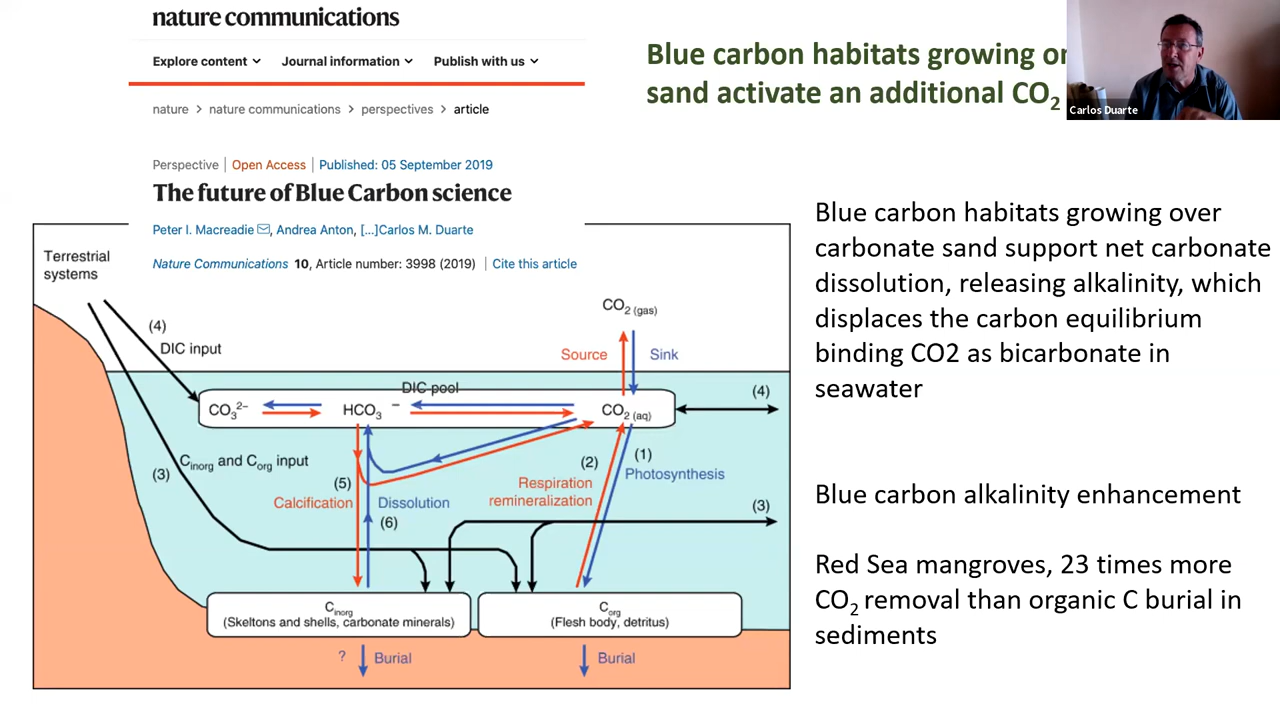 nature communications
Explore content Journal information Publish with us
nature > nature communications > perspectives > article
Perspective | Open Access | Published: 05 September 2019
The future of Blue Carbon science
Peter I. Macreadie, Andrea Anton, [...]Carlos M. Duarte
Nature Communications 10, Article number: 3998 (2019) | Cite this article
Blue carbon habitats growing
sand activate an additional CO2
Carlos Duarte
Terrestrial
systems
(4)
DIC input
CO2 (gas)
Source
Sink
DIC pool
CO3 2–
HCO3 –
CO2 (aq)
(4)
(3)
Cinorg and Corg input
(5)
Calcification
Dissolution
(6)
(2)
Respiration
remineralization
(1)
Photosynthesis
(3)
Cinorg
(Skeltons and shells, carbonate minerals)
Corg
(Flesh body, detritus)
?
Burial
Burial
Blue carbon habitats growing over
carbonate sand support net carbonate
dissolution, releasing alkalinity, which
displaces the carbon equilibrium
binding CO2 as bicarbonate in
seawater
Blue carbon alkalinity enhancement
Red Sea mangroves, 23 times more
CO2 removal than organic C burial in
sediments